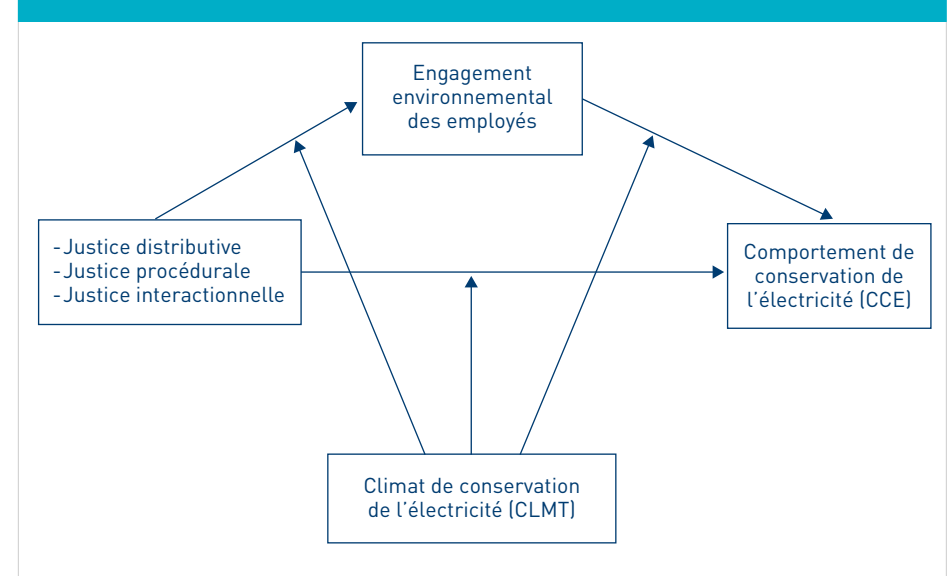 Engagement
environnemental
des employés
-Justice distributive
-Justice procédurale
-Justice interactionnelle
Comportement de
conservation de
l'électricité (CCE)
Climat de conservation
de l'électricité (CLMT)